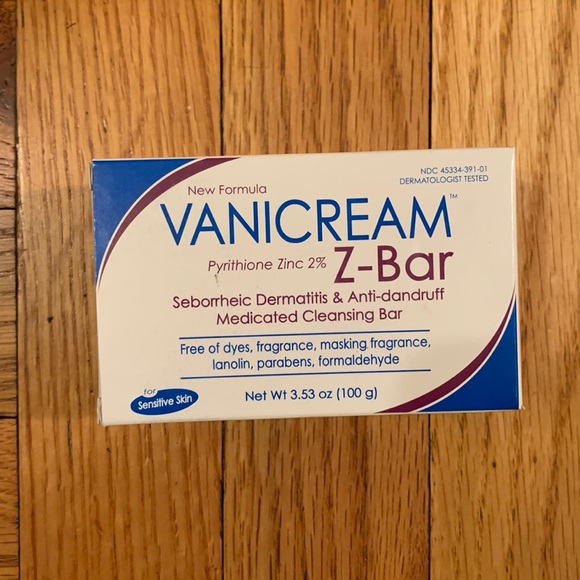 New Formula
NDC 45334-391-01
DERMATOLOGIST TESTED
VANICREAM™
Pyrithione Zinc 2% Z-Bar
Seborrheic Dermatitis & Anti-dandruff
Medicated Cleansing Bar
Free of dyes, fragrance, masking fragrance,
lanolin, parabens, formaldehyde
for
Sensitive Skin
Net Wt 3.53 oz (100 g)